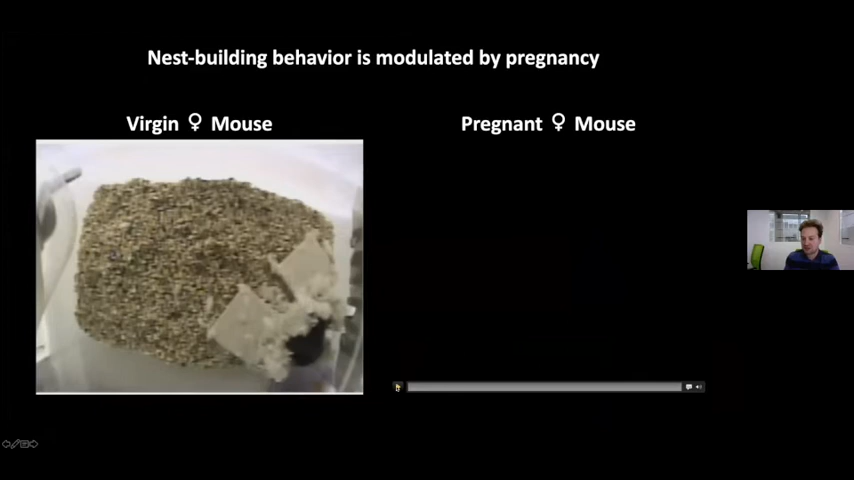 Nest-building behavior is modulated by pregnancy
Virgin ♀ Mouse
Pregnant ♀ Mouse